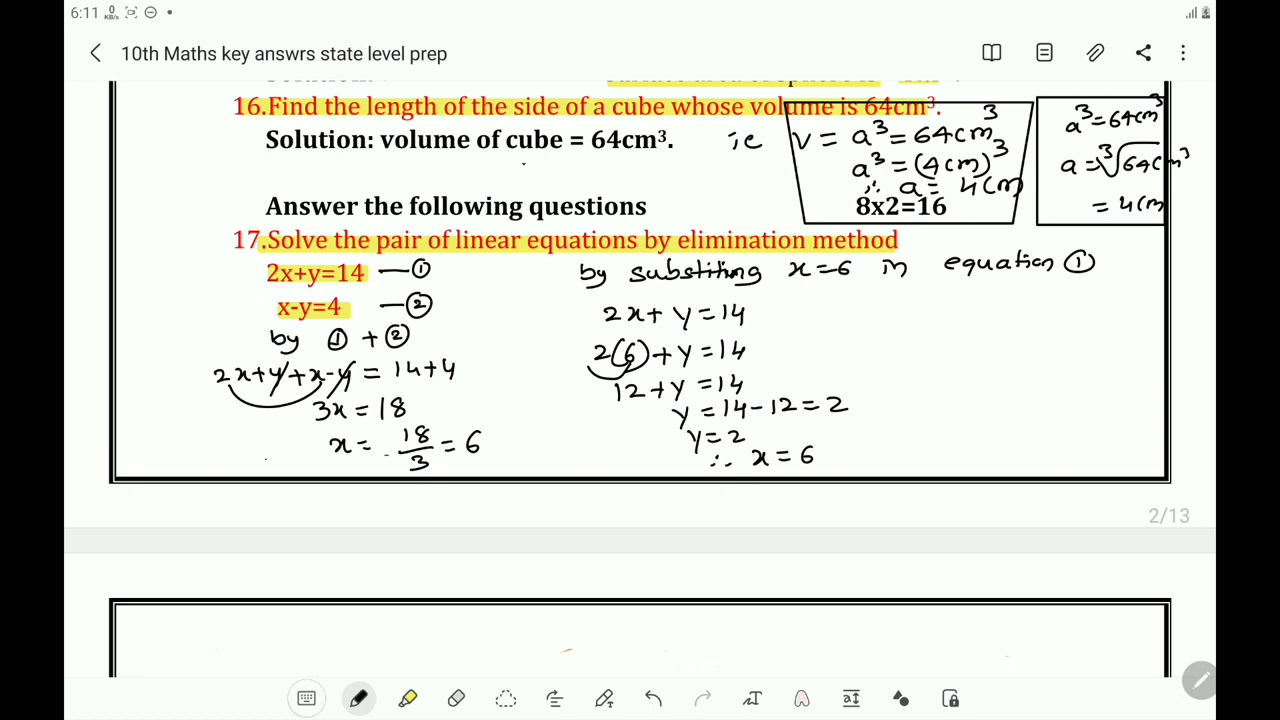 6:11 0 KB/s
10th Maths key answrs state level prep
16.Find the length of the side of a cube whose volume is 64cm³.
Solution: volume of cube = 64cm³. ie V = a³ = 64cm³
a³ = (4cm)³
∴ a = 4cm
a³ = 64cm³
a = ³√64cm³
= 4cm
Answer the following questions 8x2=16
17.Solve the pair of linear equations by elimination method
2x+y=14 —①
x-y=4 —②
by ① + ②
2x+y+x-y = 14+4
3x = 18
x = 18/3 = 6
by substiting x=6 in equation ①
2x+y=14
2(6)+y=14
12+y=14
y=14-12=2
y=2
∴ x=6
2/13